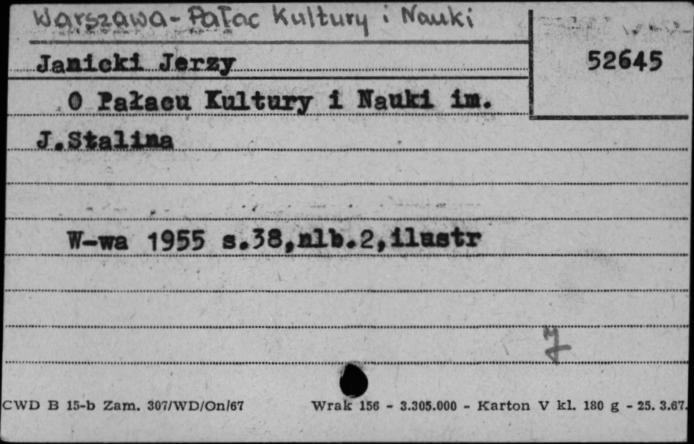 Warszawa - Pałac Kultury i Nauki
52645
Janicki Jerzy
O Pałacu Kultury i Nauki im.
J.Stalina
W-wa 1955 s.38,nlb.2,ilustr
CWD B 15-b Zam. 307/WD/On/67 Wrak 156 - 3.305.000 - Karton V kl. 180 g - 25. 3.67.